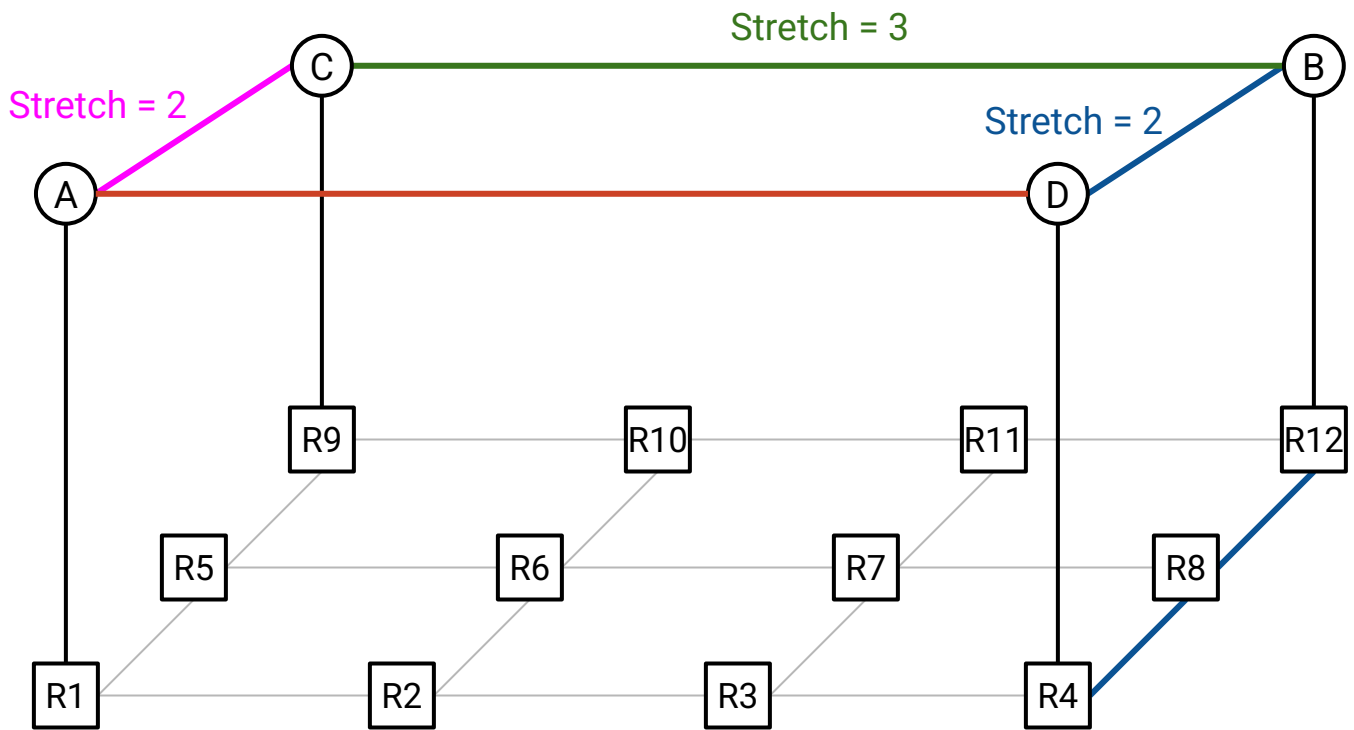 Stretch = 3
C
B
Stretch = 2
Stretch = 2
A
D
R9
R10
R11
R12
R5
R6
R7
R8
R1
R2
R3
R4